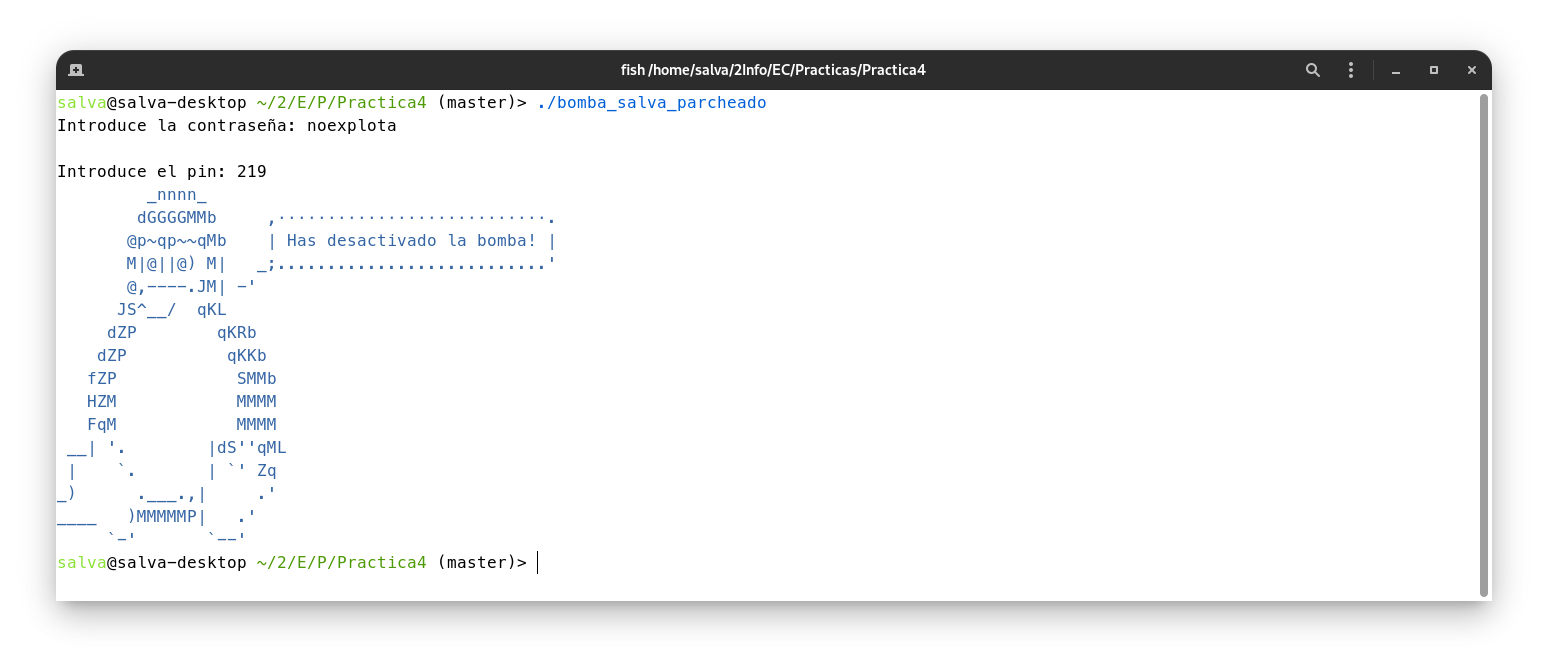 fish /home/salva/2Info/EC/Practicas/Practica4
salva@salva-desktop ~/2/E/P/Practica4 (master)> ./bomba_salva_parcheado
Introduce la contraseña: noexplota

Introduce el pin: 219
         _nnnn_
        dGGGGMMb     ,···························.
       @p~qp~~qMb    | Has desactivado la bomba! |
       M|@||@) M|   _;...........................'
       @,----.JM| -'
      JS^__/  qKL
     dZP        qKRb
    dZP          qKKb
   fZP            SMMb
   HZM            MMMM
   FqM            MMMM
 __| '.        |dS''qML
 |    `.       | `' Zq
_)      .___.,|     .'
____   )MMMMMP|   .'
     `-'       `--'
salva@salva-desktop ~/2/E/P/Practica4 (master)>